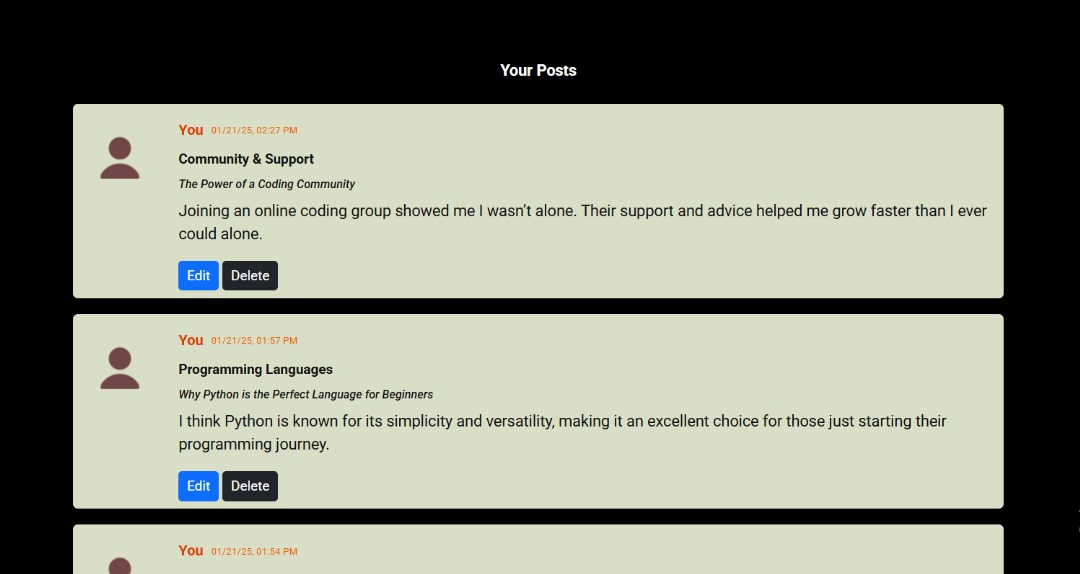 Your Posts
You 01/21/25, 02:27 PM
Community & Support
The Power of a Coding Community
Joining an online coding group showed me I wasn't alone. Their support and advice helped me grow faster than I ever
could alone.
Edit Delete
You 01/21/25, 01:57 PM
Programming Languages
Why Python is the Perfect Language for Beginners
I think Python is known for its simplicity and versatility, making it an excellent choice for those just starting their
programming journey.
Edit Delete
You 01/21/25, 01:54 PM